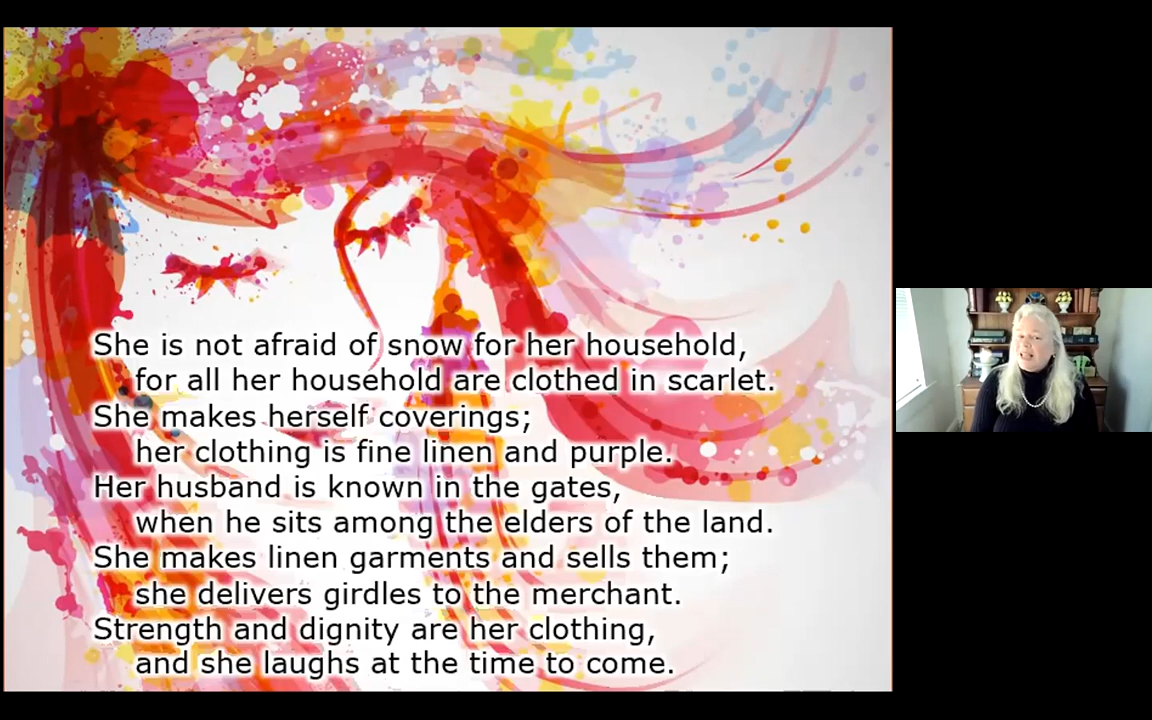 She is not afraid of snow for her household,
for all her household are clothed in scarlet.
She makes herself coverings;
her clothing is fine linen and purple.
Her husband is known in the gates,
when he sits among the elders of the land.
She makes linen garments and sells them;
she delivers girdles to the merchant.
Strength and dignity are her clothing,
and she laughs at the time to come.